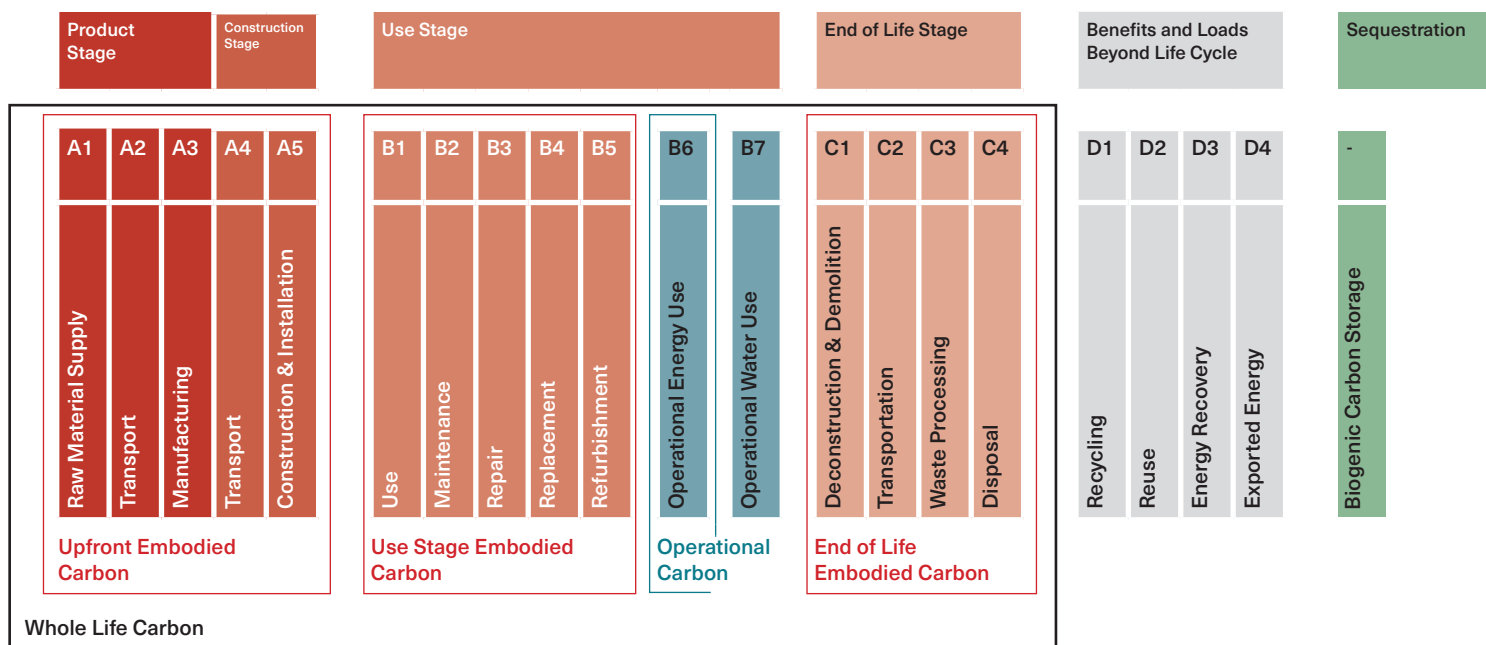 Product
Stage
Construction
Stage
Use Stage
End of Life Stage
Benefits and Loads
Beyond Life Cycle
Sequestration
A1
A2
A3
A4
A5
B1
B2
B3
B4
B5
B6
B7
C1
C2
C3
C4
D1
D2
D3
D4
-
Raw Material Supply
Transport
Manufacturing
Transport
Construction & Installation
Use
Maintenance
Repair
Replacement
Refurbishment
Operational Energy Use
Operational Water Use
Deconstruction & Demolition
Transportation
Waste Processing
Disposal
Recycling
Reuse
Energy Recovery
Exported Energy
Biogenic Carbon Storage
Upfront Embodied
Carbon
Use Stage Embodied
Carbon
Operational
Carbon
End of Life
Embodied Carbon
Whole Life Carbon